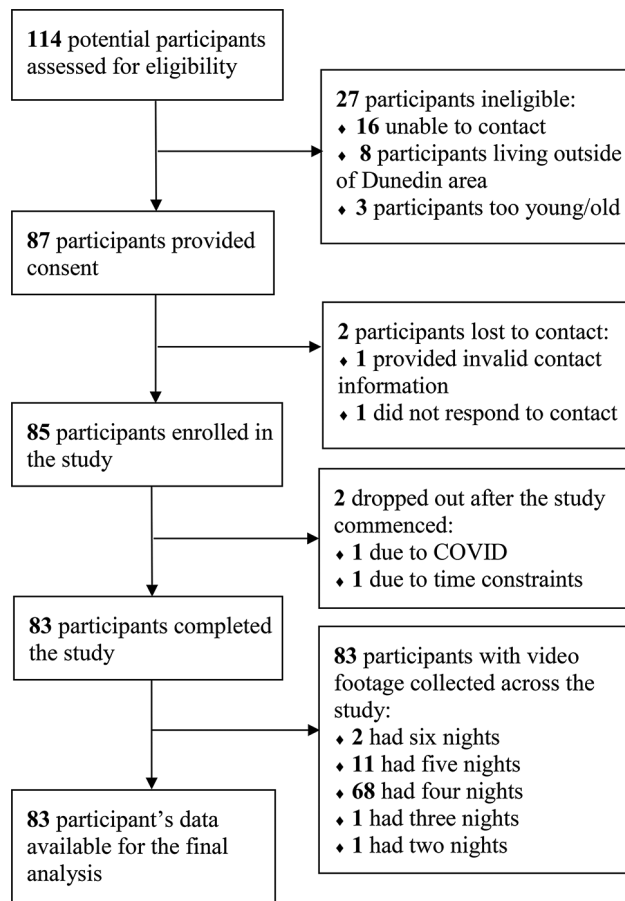 114 potential participants
assessed for eligibility
27 participants ineligible:
♦ 16 unable to contact
♦ 8 participants living outside
of Dunedin area
♦ 3 participants too young/old
87 participants provided
consent
2 participants lost to contact:
♦ 1 provided invalid contact
information
♦ 1 did not respond to contact
85 participants enrolled in
the study
2 dropped out after the study
commenced:
♦ 1 due to COVID
♦ 1 due to time constraints
83 participants completed
the study
83 participants with video
footage collected across the
study:
♦ 2 had six nights
♦ 11 had five nights
♦ 68 had four nights
♦ 1 had three nights
♦ 1 had two nights
83 participant’s data
available for the final
analysis